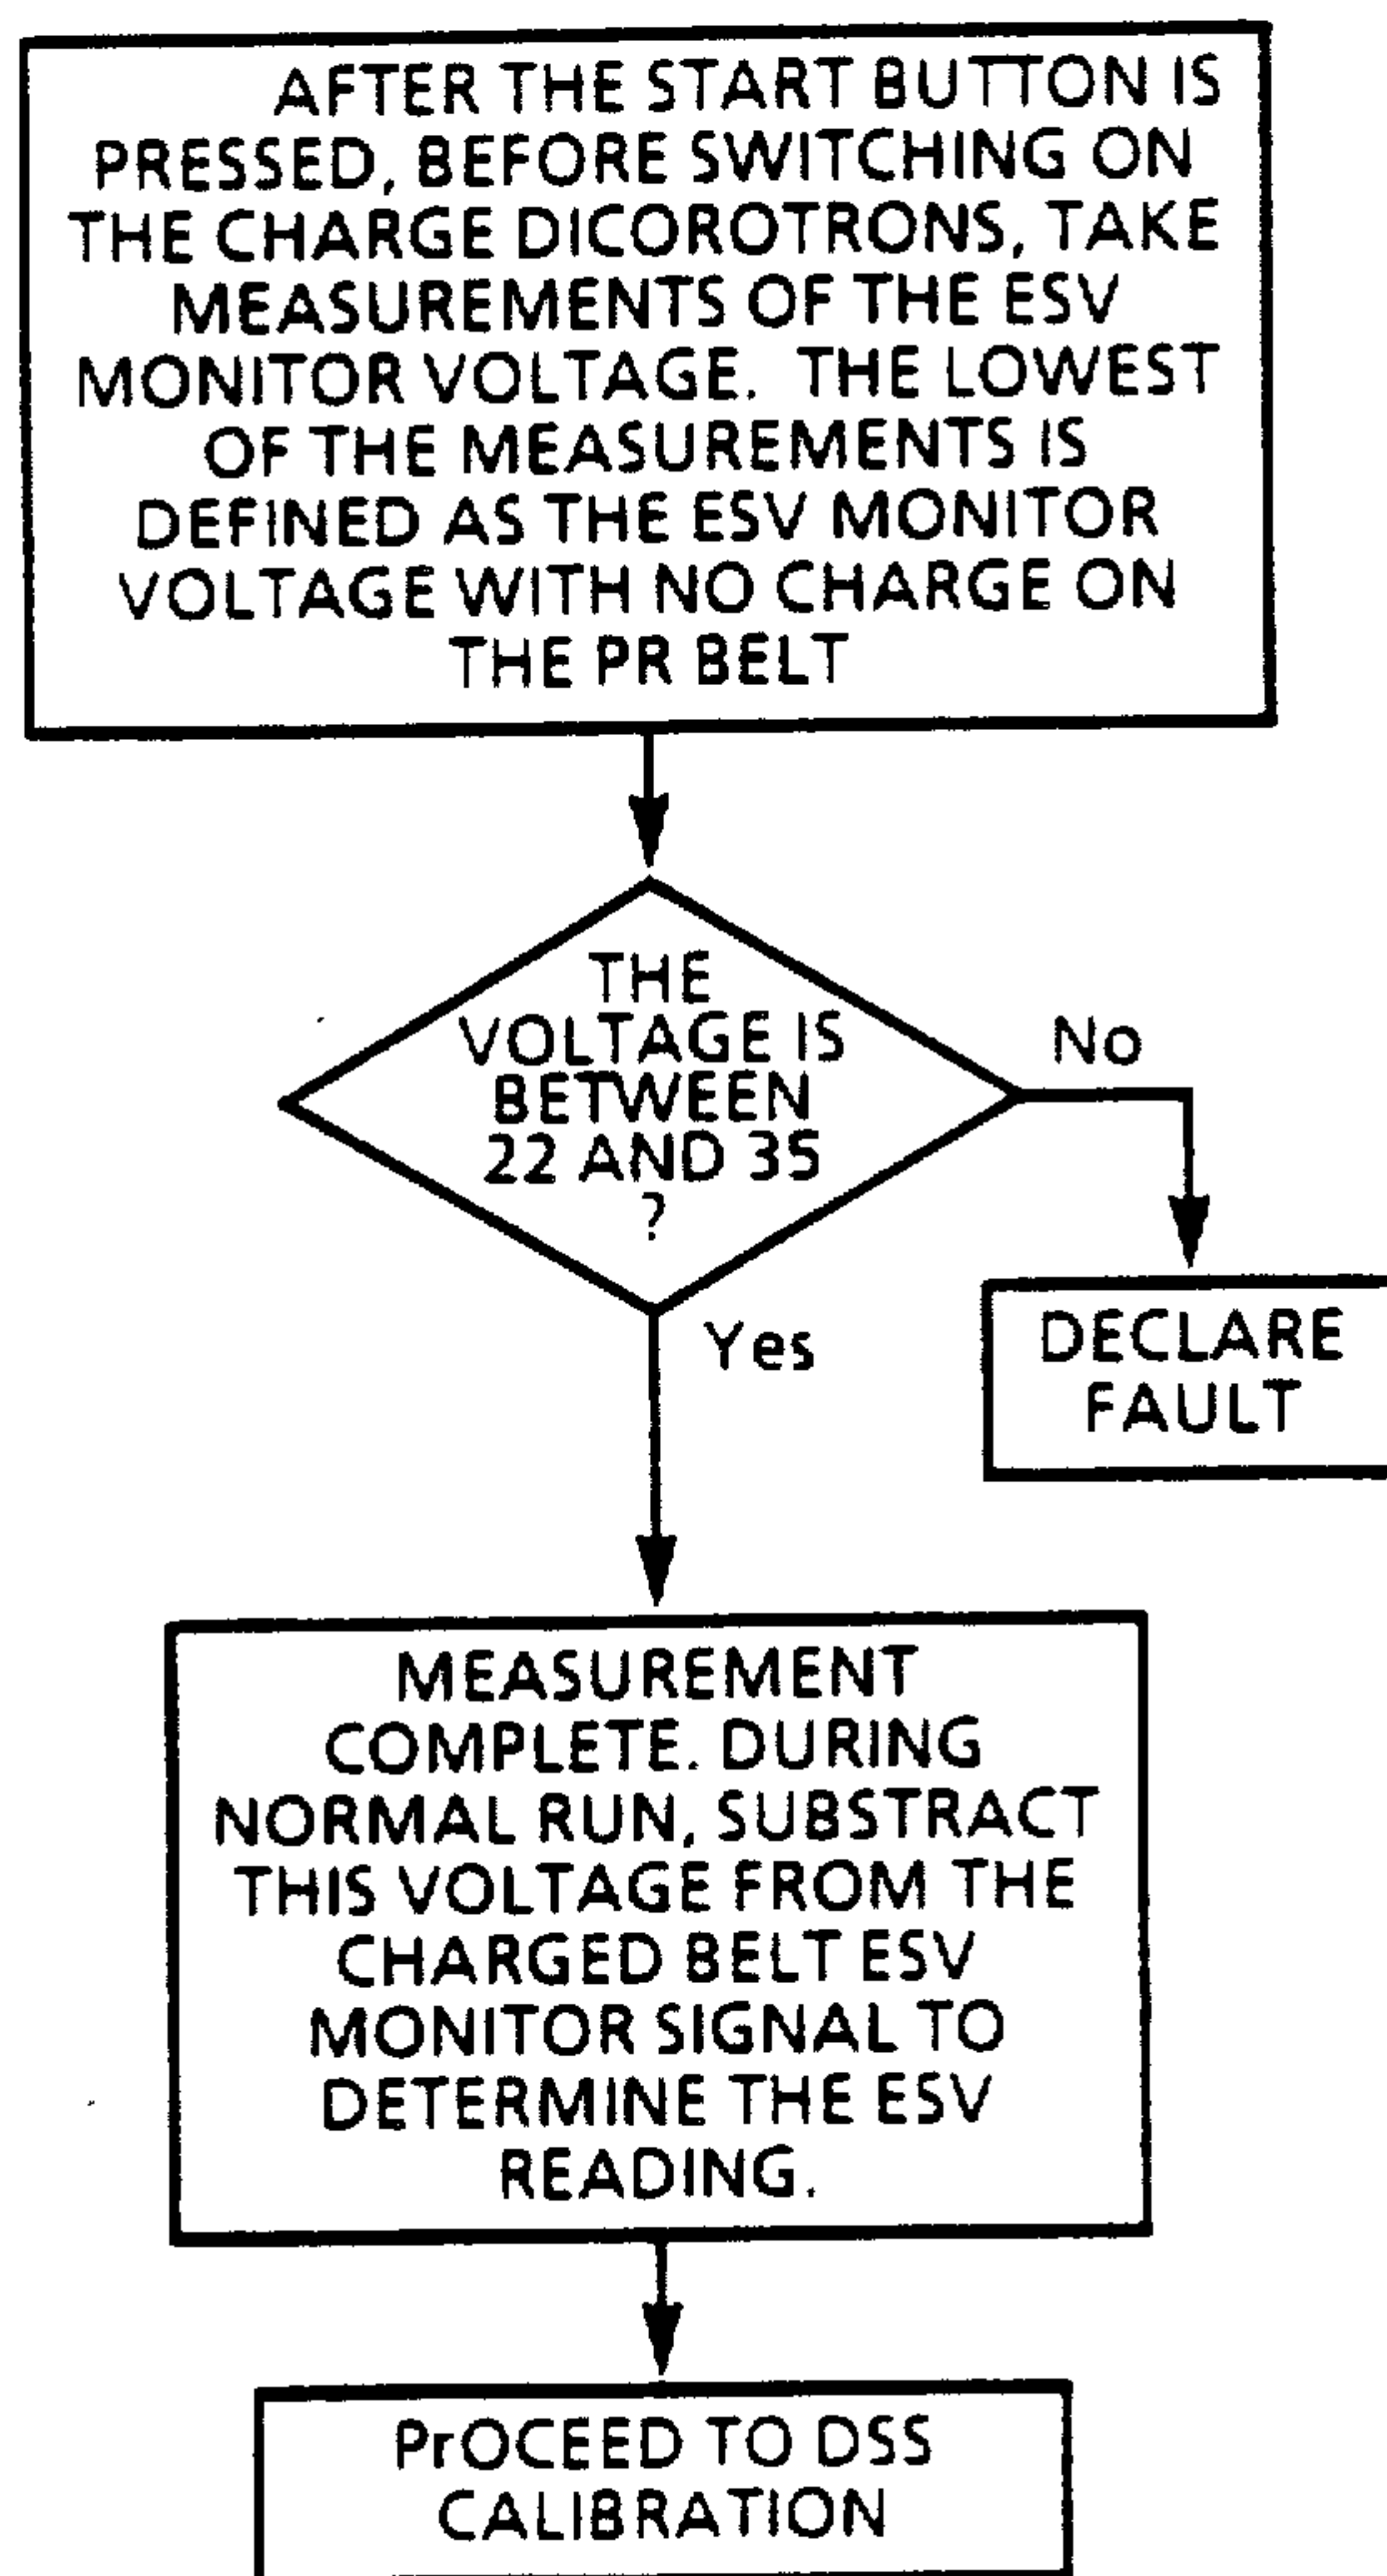 AFTER THE START BUTTON IS
PRESSED, BEFORE SWITCHING ON
THE CHARGE DICOROTRONS, TAKE
MEASUREMENTS OF THE ESV
MONITOR VOLTAGE. THE LOWEST
OF THE MEASUREMENTS IS
DEFINED AS THE ESV MONITOR
VOLTAGE WITH NO CHARGE ON
THE PR BELT
THE
VOLTAGE IS
BETWEEN
22 AND 35
?
No
Yes
DECLARE
FAULT
MEASUREMENT
COMPLETE. DURING
NORMAL RUN, SUBSTRACT
THIS VOLTAGE FROM THE
CHARGED BELT ESV
MONITOR SIGNAL TO
DETERMINE THE ESV
READING.
PrOCEED TO DSS
CALIBRATION